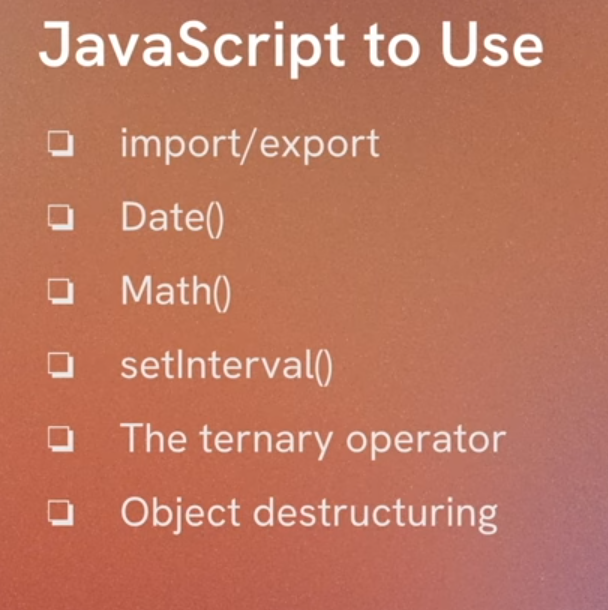 JavaScript to Use
import/export
Date()
Math()
setInterval()
The ternary operator
Object destructuring